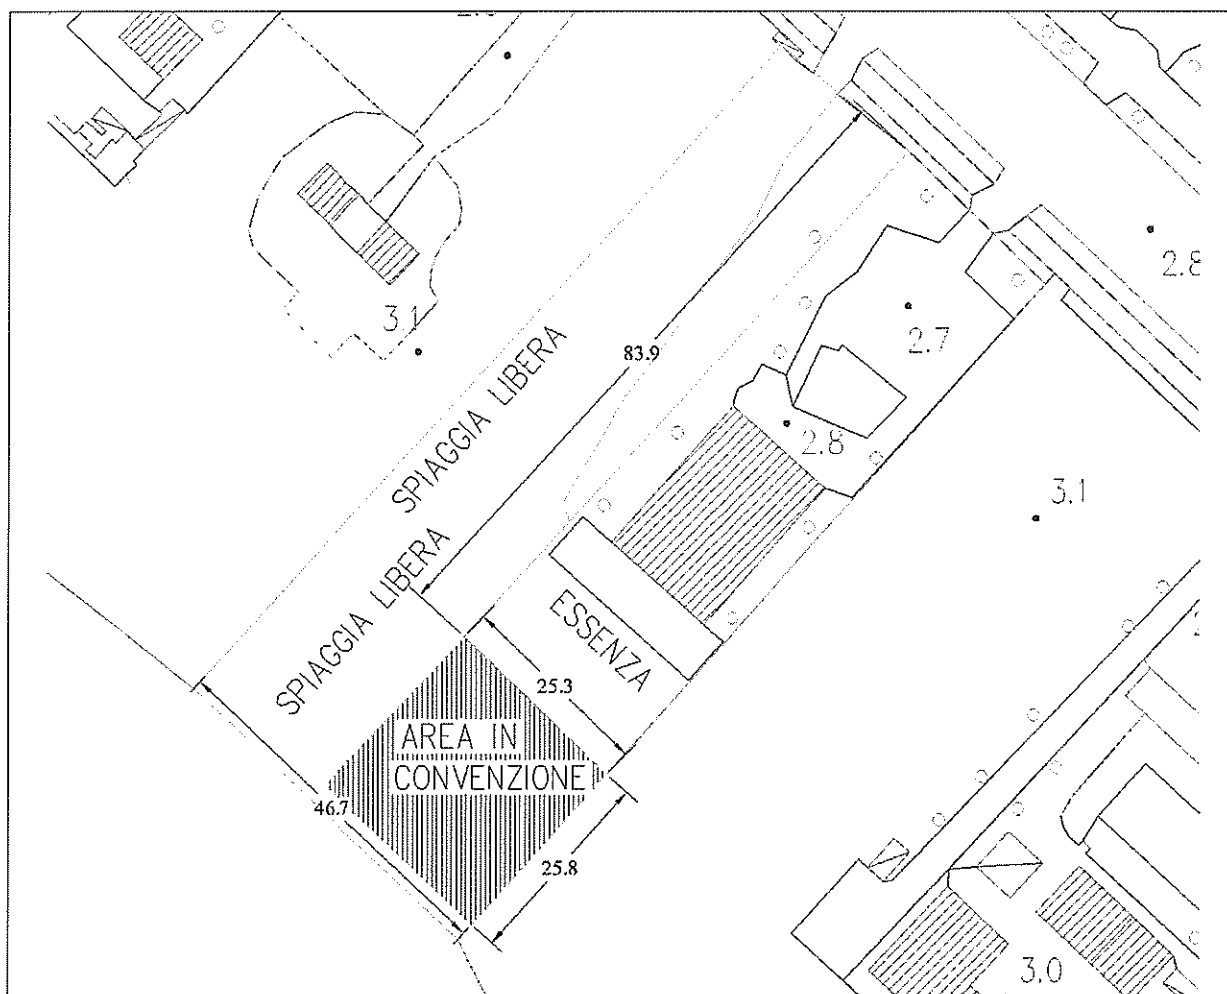 3.1
2.8
2.7
83.9
SPIAGGIA LIBERA
2.8
3.1
SPIAGGIA LIBERA
ESSENZA
25.3
AREA IN
CONVENZIONE
46.7
25.8
3.0